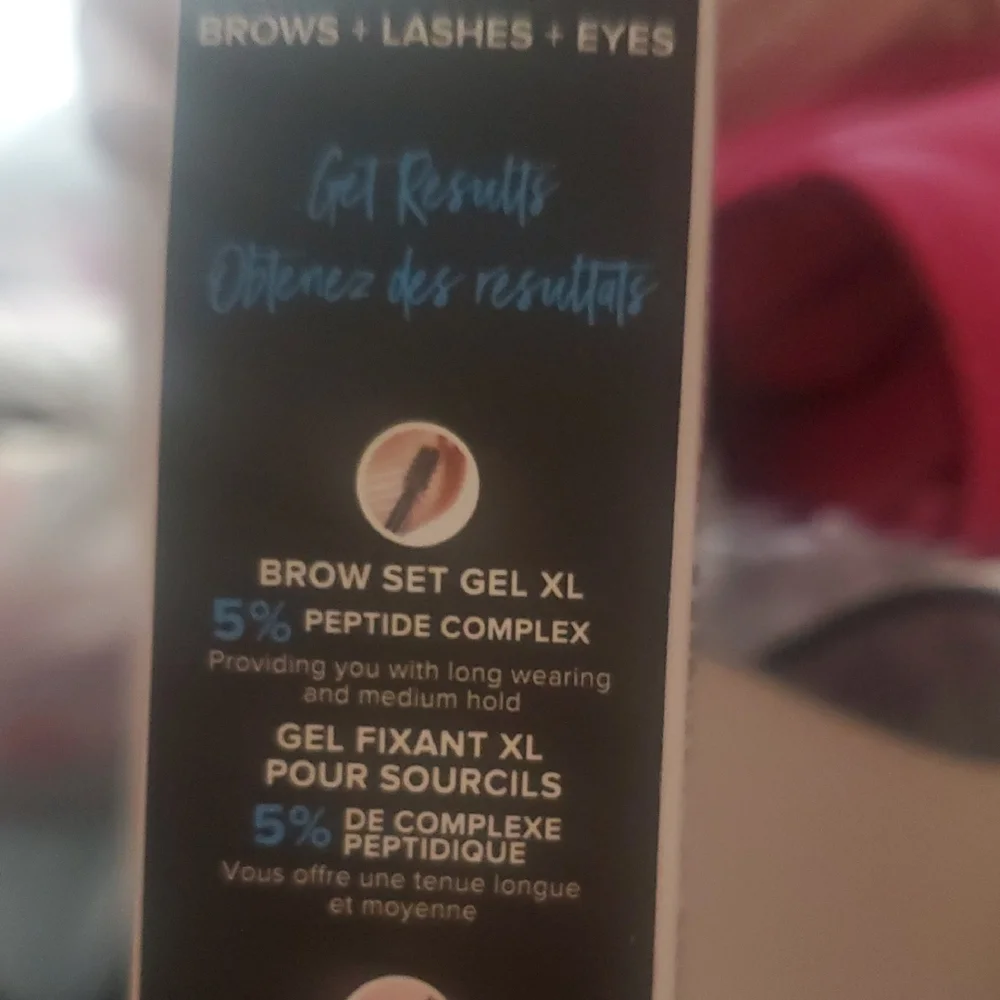 BROWS + LASHES + EYES
Get Results
Obtenez des resultats
BROW SET GEL XL
5% PEPTIDE COMPLEX
Providing you with long wearing
and medium hold
GEL FIXANT XL
POUR SOURCILS
5% DE COMPLEXE
PEPTIDIQUE
Vous offre une tenue longue
et moyenne